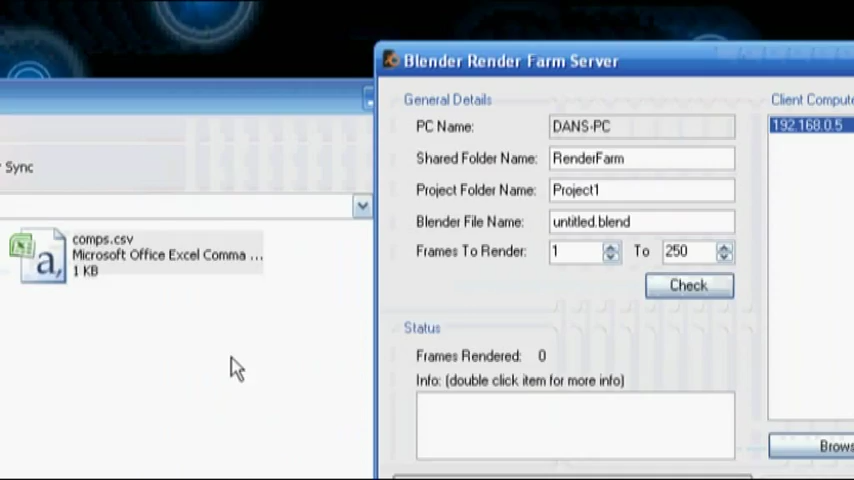 Blender Render Farm Server
General Details
Client Compute
PC Name: DANS-PC
192.168.0.5
Shared Folder Name: RenderFarm
Sync
Project Folder Name: Project1
Blender File Name: untitled.blend
comps.csv
Microsoft Office Excel Comma ...
1 KB
Frames To Render: 1 To 250
Check
Status
Frames Rendered: 0
Info: (double click item for more info)
Brows